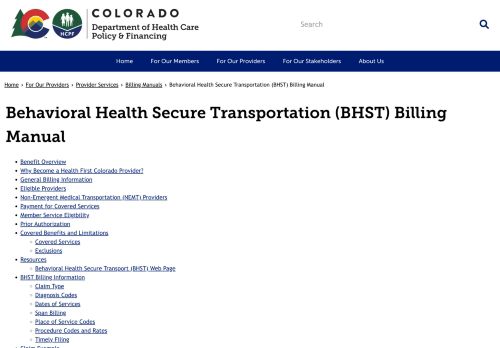 COLORADO
Department of Health Care
Policy & Financing
HCPF
Search
Home For Our Members For Our Providers For Our Stakeholders About Us
Home › For Our Providers › Provider Services › Billing Manuals › Behavioral Health Secure Transportation (BHST) Billing Manual
Behavioral Health Secure Transportation (BHST) Billing
Manual
• Benefit Overview
• Why Become a Health First Colorado Provider?
• General Billing Information
• Eligible Providers
• Non-Emergent Medical Transportation (NEMT) Providers
• Payment for Covered Services
• Member Service Eligibility
• Prior Authorization
• Covered Benefits and Limitations
◦ Covered Services
◦ Exclusions
• Resources
◦ Behavioral Health Secure Transport (BHST) Web Page
• BHST Billing Information
◦ Claim Type
◦ Diagnosis Codes
◦ Dates of Services
◦ Span Billing
◦ Place of Service Codes
◦ Procedure Codes and Rates
◦ Timely Filing
• Claim Example